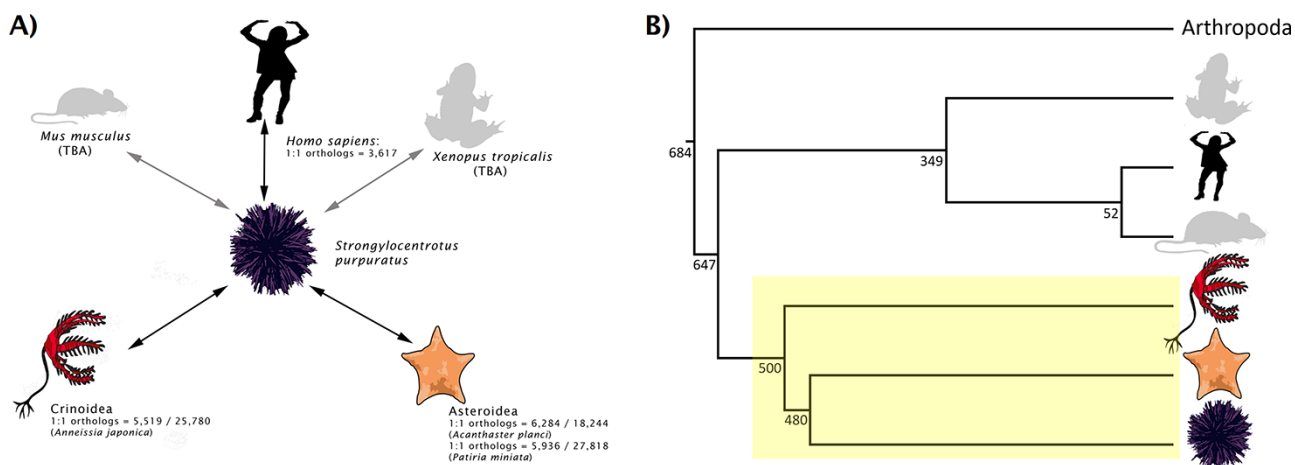 A)
Mus musculus
(TBA)
Homo sapiens:
1:1 orthologs = 3,617
Xenopus tropicalis
(TBA)
Strongylocentrotus
purpuratus
Crinoidea
1:1 orthologs = 5,519 / 25,780
(Anneissia japonica)
Asteroidea
1:1 orthologs = 6,284 / 18,244
(Acanthaster planci)
1:1 orthologs = 5,936 / 27,818
(Patiria miniata)
B)
Arthropoda
684
349
52
647
500
480